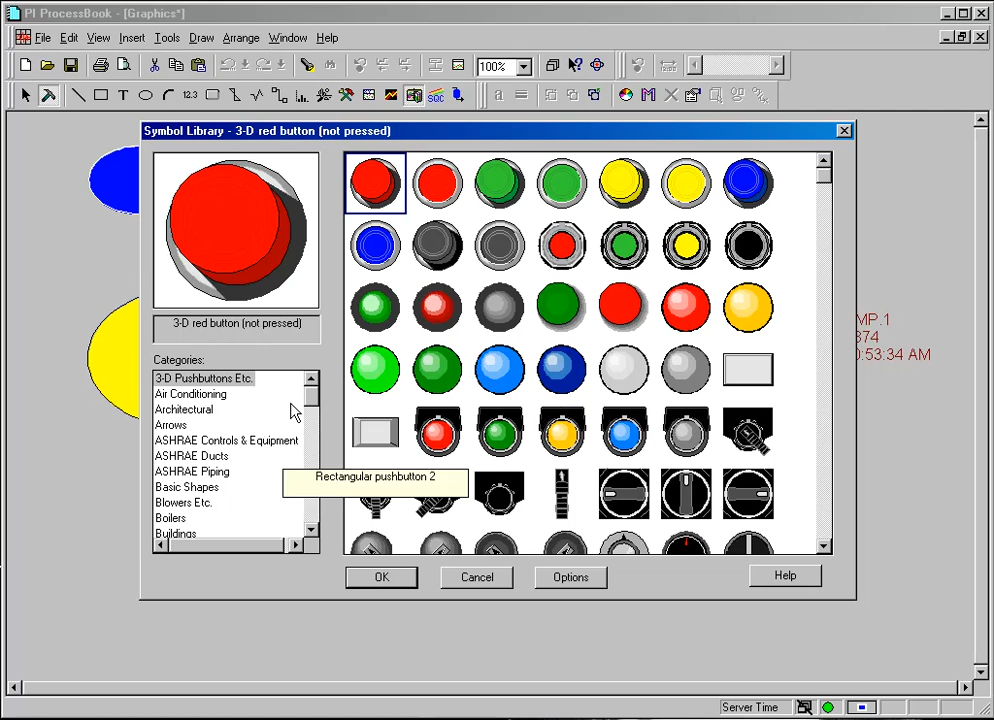 PI ProcessBook - [Graphics*]
File Edit View Insert Tools Draw Arrange Window Help
100%
12.3 SQC a
Symbol Library - 3-D red button (not pressed)
3-D red button (not pressed)
Categories:
3-D Pushbuttons Etc.
Air Conditioning
Architectural
Arrows
ASHRAE Controls & Equipment
ASHRAE Ducts
ASHRAE Piping
Basic Shapes
Blowers Etc.
Boilers
Buildings
Rectangular pushbutton 2
MP.1
374
0:53:34 AM
OK Cancel Options Help
Server Time